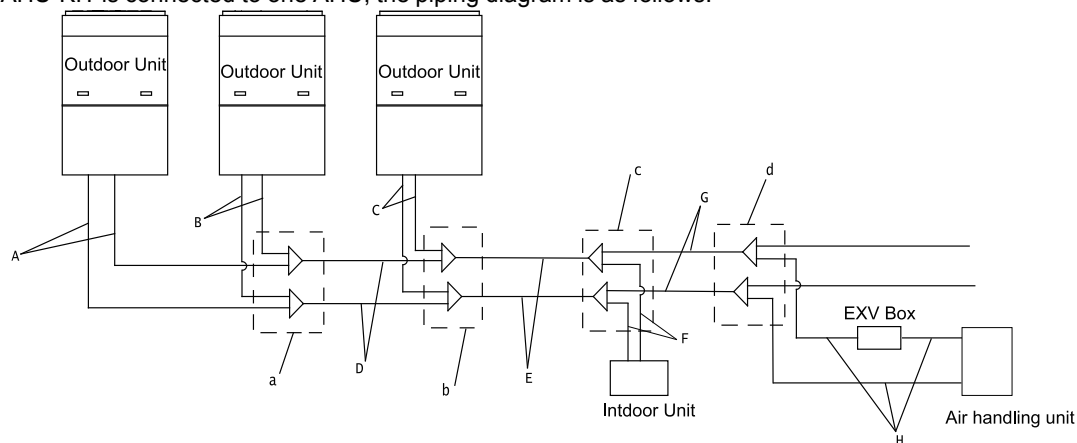 AHU-KIT is connected to one AHU, the piping diagram is as follows:
Outdoor Unit
Outdoor Unit
Outdoor Unit
A
B
C
c
G
d
a
D
b
E
F
EXV Box
Intdoor Unit
Air handling unit
H